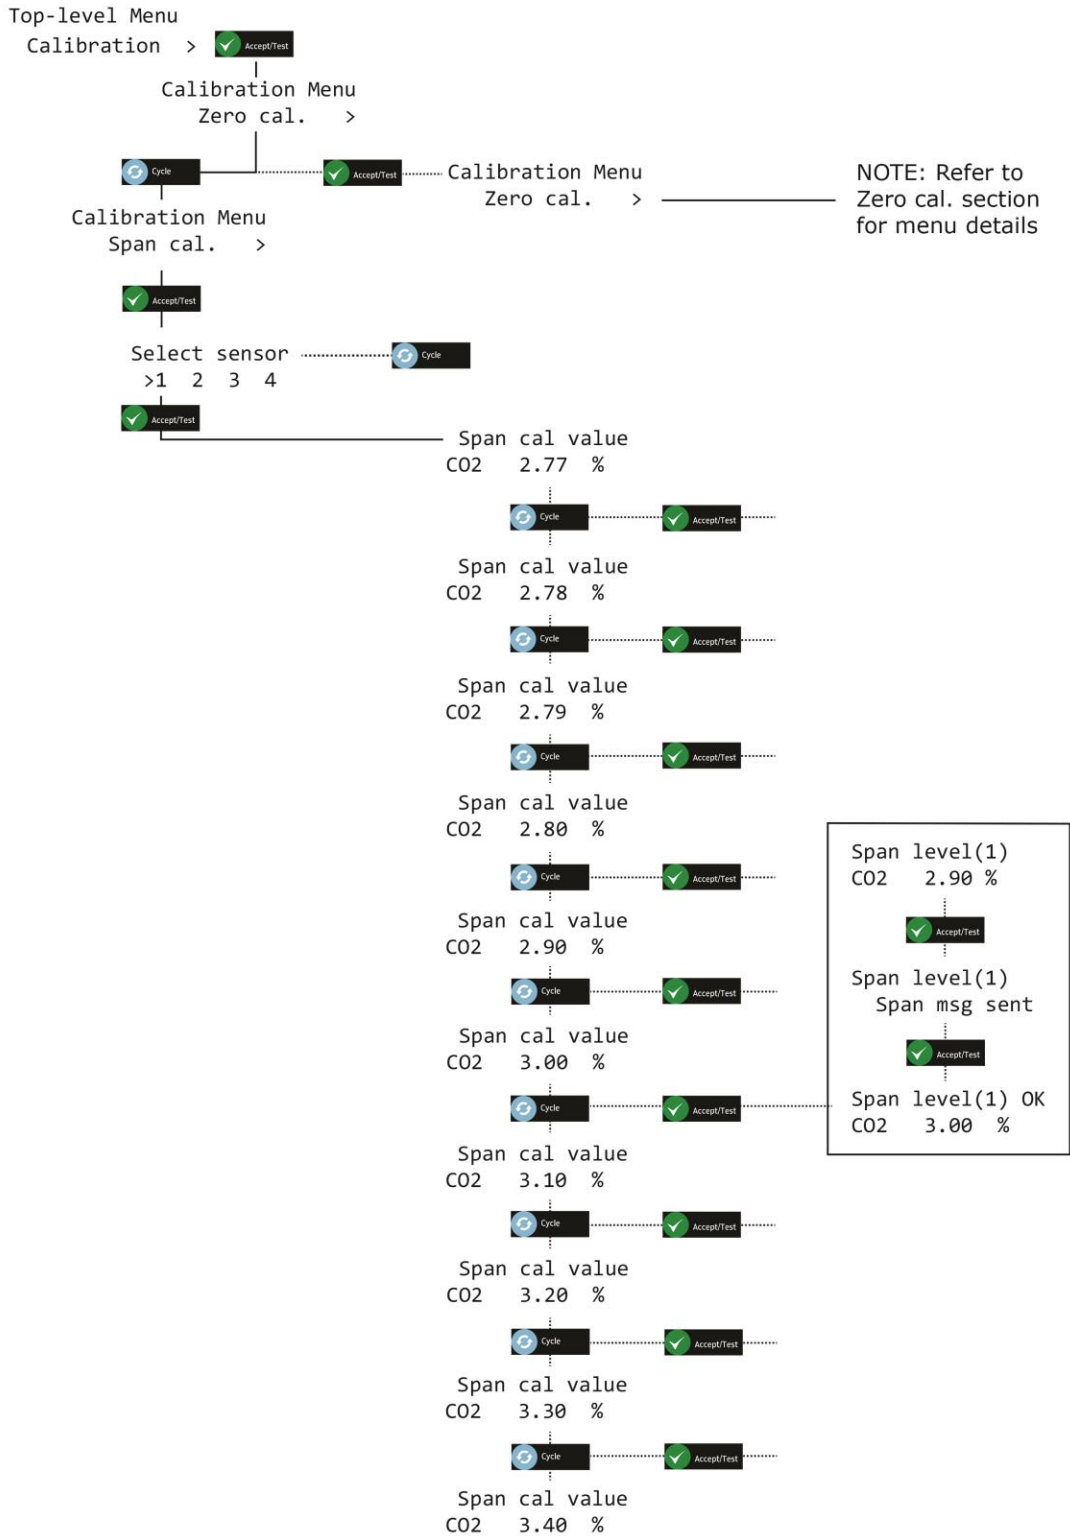 Top-level Menu
Calibration >
Accept/Test
Calibration Menu
Zero cal. >
Cycle
Accept/Test
Calibration Menu
Zero cal. >
NOTE: Refer to
Zero cal. section
for menu details
Calibration Menu
Span cal. >
Accept/Test
Select sensor
>1 2 3 4
Cycle
Accept/Test
Span cal value
CO2 2.77 %
Cycle
Accept/Test
Span cal value
CO2 2.78 %
Cycle
Accept/Test
Span cal value
CO2 2.79 %
Cycle
Accept/Test
Span cal value
CO2 2.80 %
Cycle
Accept/Test
Span cal value
CO2 2.90 %
Cycle
Accept/Test
Span cal value
CO2 3.00 %
Cycle
Accept/Test
Span level(1)
CO2 2.90 %
Accept/Test
Span level(1)
Span msg sent
Accept/Test
Span level(1) OK
CO2 3.00 %
Span cal value
CO2 3.10 %
Cycle
Accept/Test
Span cal value
CO2 3.20 %
Cycle
Accept/Test
Span cal value
CO2 3.30 %
Cycle
Accept/Test
Span cal value
CO2 3.40 %